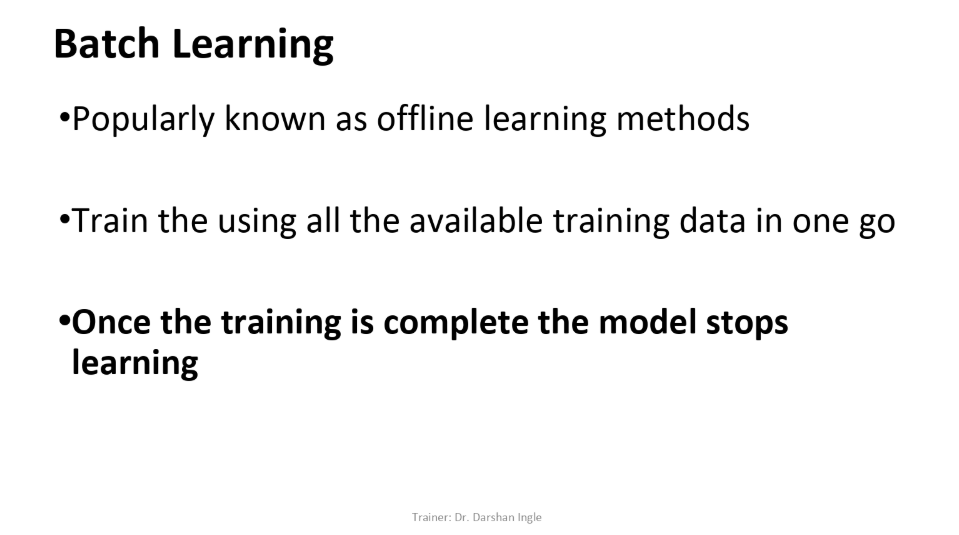 Batch Learning
•Popularly known as offline learning methods
•Train the using all the available training data in one go
•Once the training is complete the model stops
learning
Trainer: Dr. Darshan Ingle